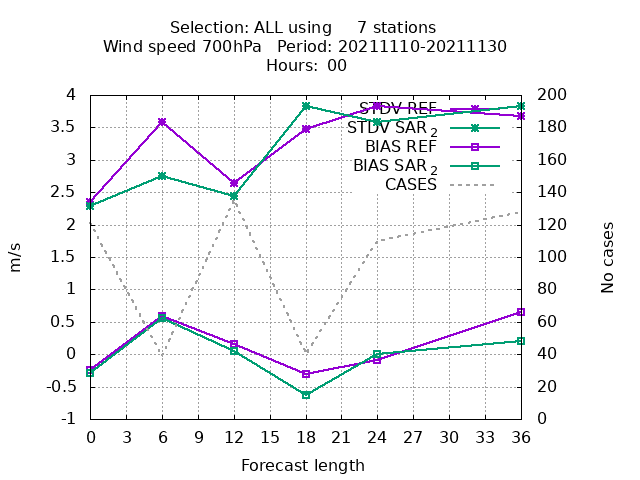 Selection: ALL using 7 stations
Wind speed 700hPa Period: 20211110-20211130
Hours: 00
4
3.5
3
2.5
2
1.5
1
0.5
0
-0.5
-1
200
180
160
140
120
100
80
60
40
20
0
m/s
No cases
STDV REF
STDV SAR 2
BIAS REF
BIAS SAR 2
CASES
0 3 6 9 12 15 18 21 24 27 30 33 36
Forecast length